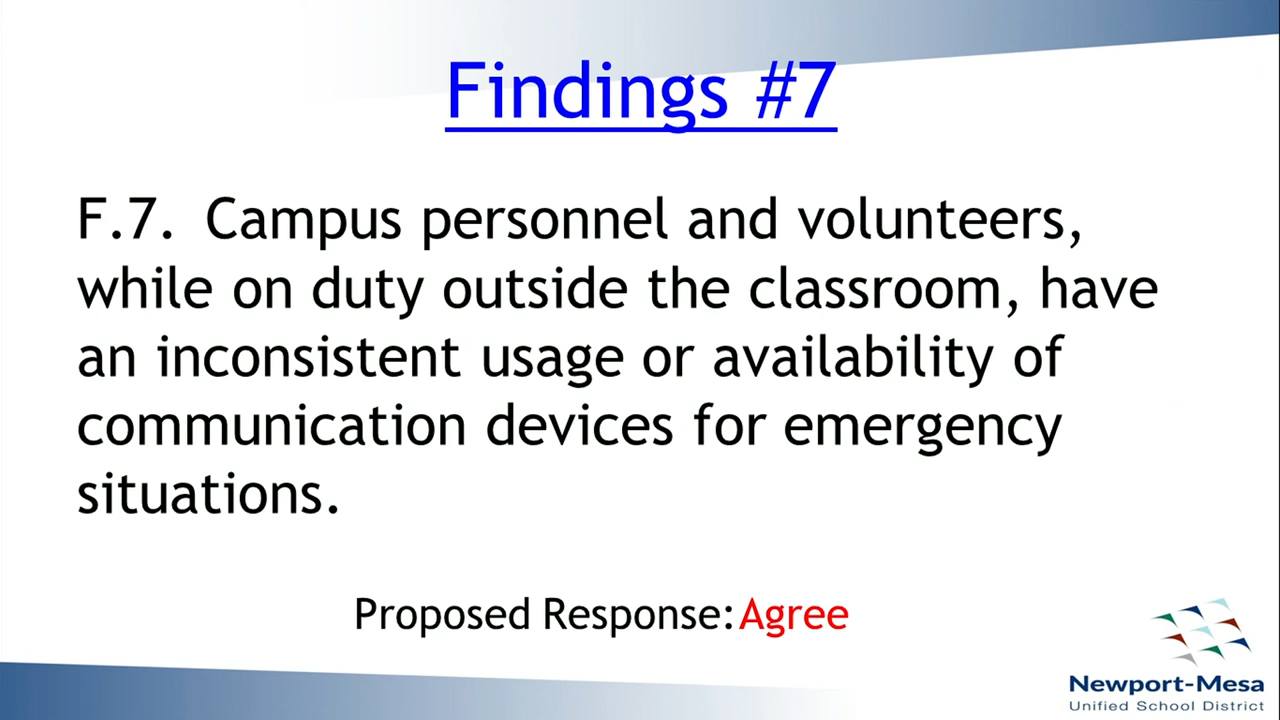 Findings #7
F.7. Campus personnel and volunteers,
while on duty outside the classroom, have
an inconsistent usage or availability of
communication devices for emergency
situations.
Proposed Response: Agree
Newport-Mesa
Unified School District